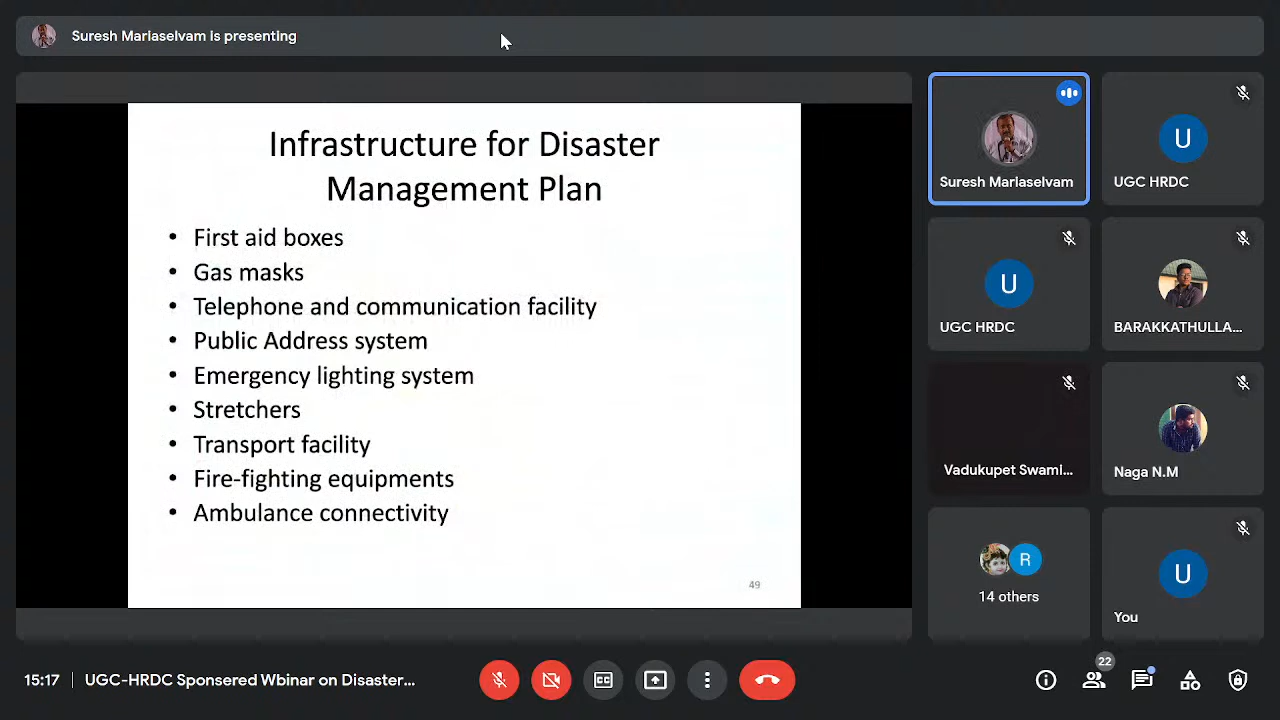 Suresh Mariaselvam is presenting
Infrastructure for Disaster
Management Plan
• First aid boxes
• Gas masks
• Telephone and communication facility
• Public Address system
• Emergency lighting system
• Stretchers
• Transport facility
• Fire-fighting equipments
• Ambulance connectivity
49
Suresh Mariaselvam
U
UGC HRDC
U
UGC HRDC
BARAKKATHULLA...
Vadukupet Swami...
Naga N.M
R
14 others
U
You
15:17 | UGC-HRDC Sponsered Wbinar on Disaster...
CC
22